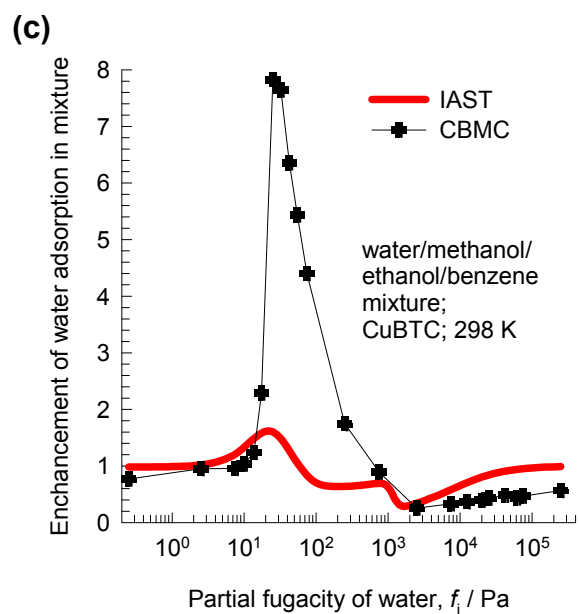 (c)
8
7
6
5
4
3
2
1
0
Enchancement of water adsorption in mixture
IAST
CBMC
water/methanol/
ethanol/benzene
mixture;
CuBTC; 298 K
10⁰ 10¹ 10² 10³ 10⁴ 10⁵
Partial fugacity of water, fᵢ / Pa